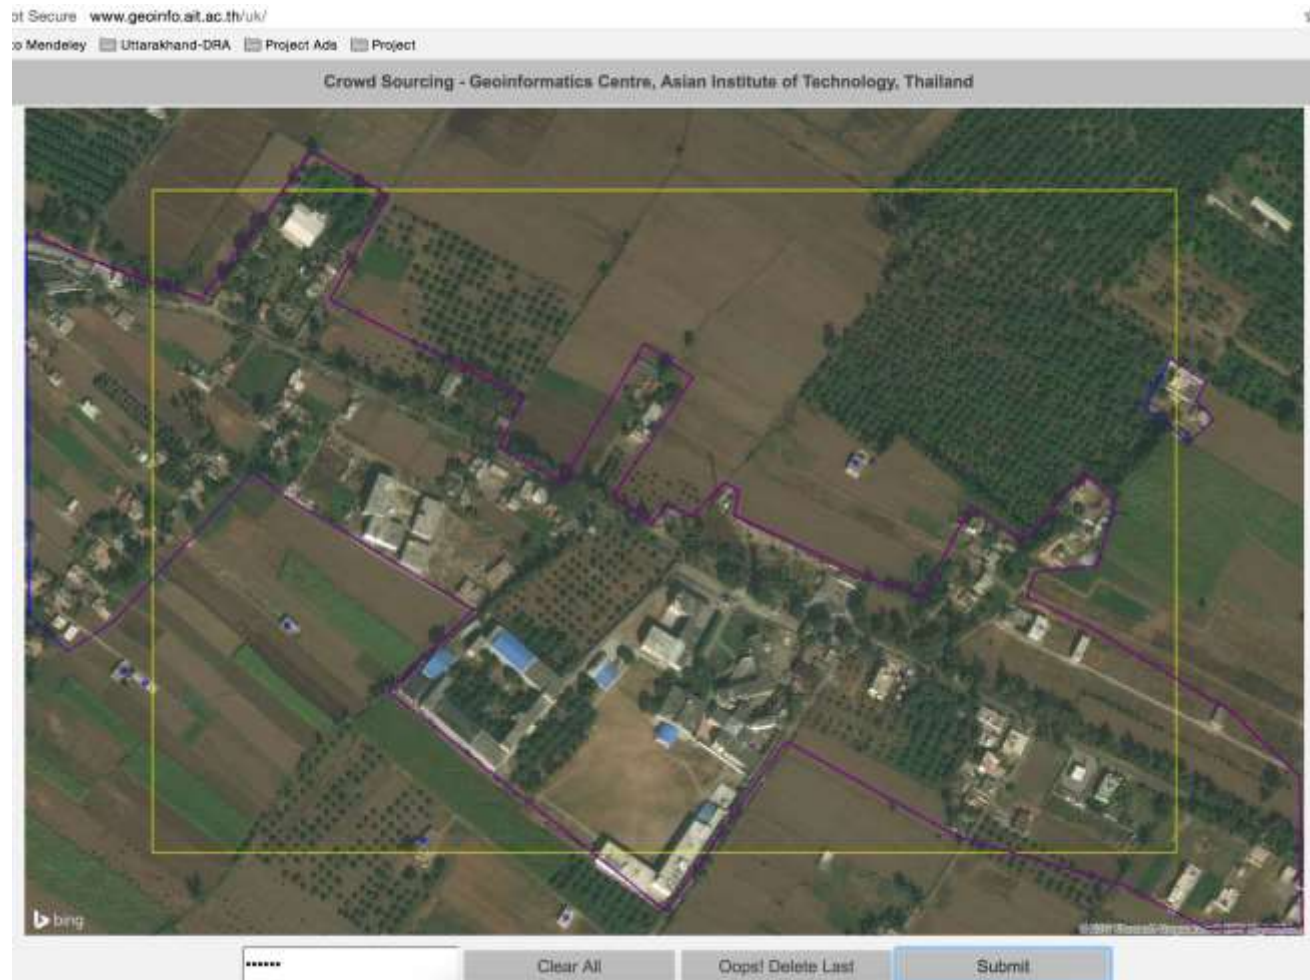 ot Secure www.geoinfo.ait.ac.th/uk/
to Mendeley Uttarakhand-DRA Project Ads Project
Crowd Sourcing - Geoinformatics Centre, Asian Institute of Technology, Thailand
bing
•••••• Clear All Oops! Delete Last Submit